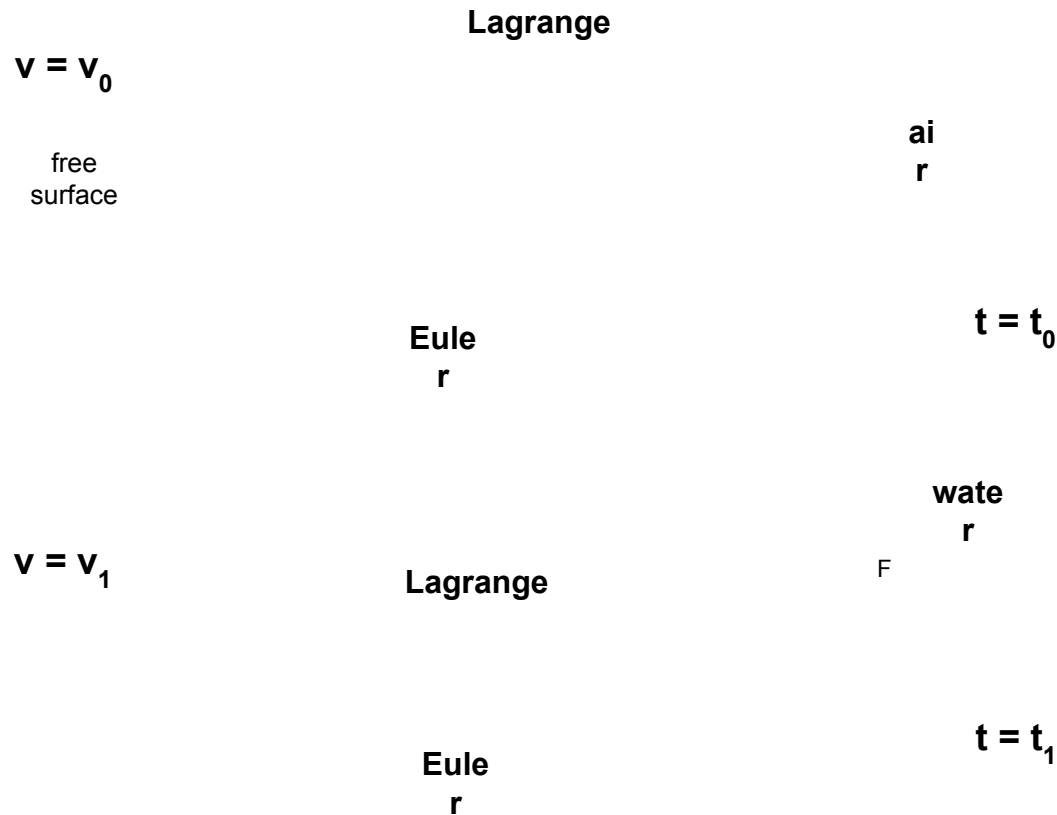 Lagrange
v = v₀
ai
r
free
surface
t = t₀
Eule
r
wate
r
v = v₁
F
Lagrange
t = t₁
Eule
r